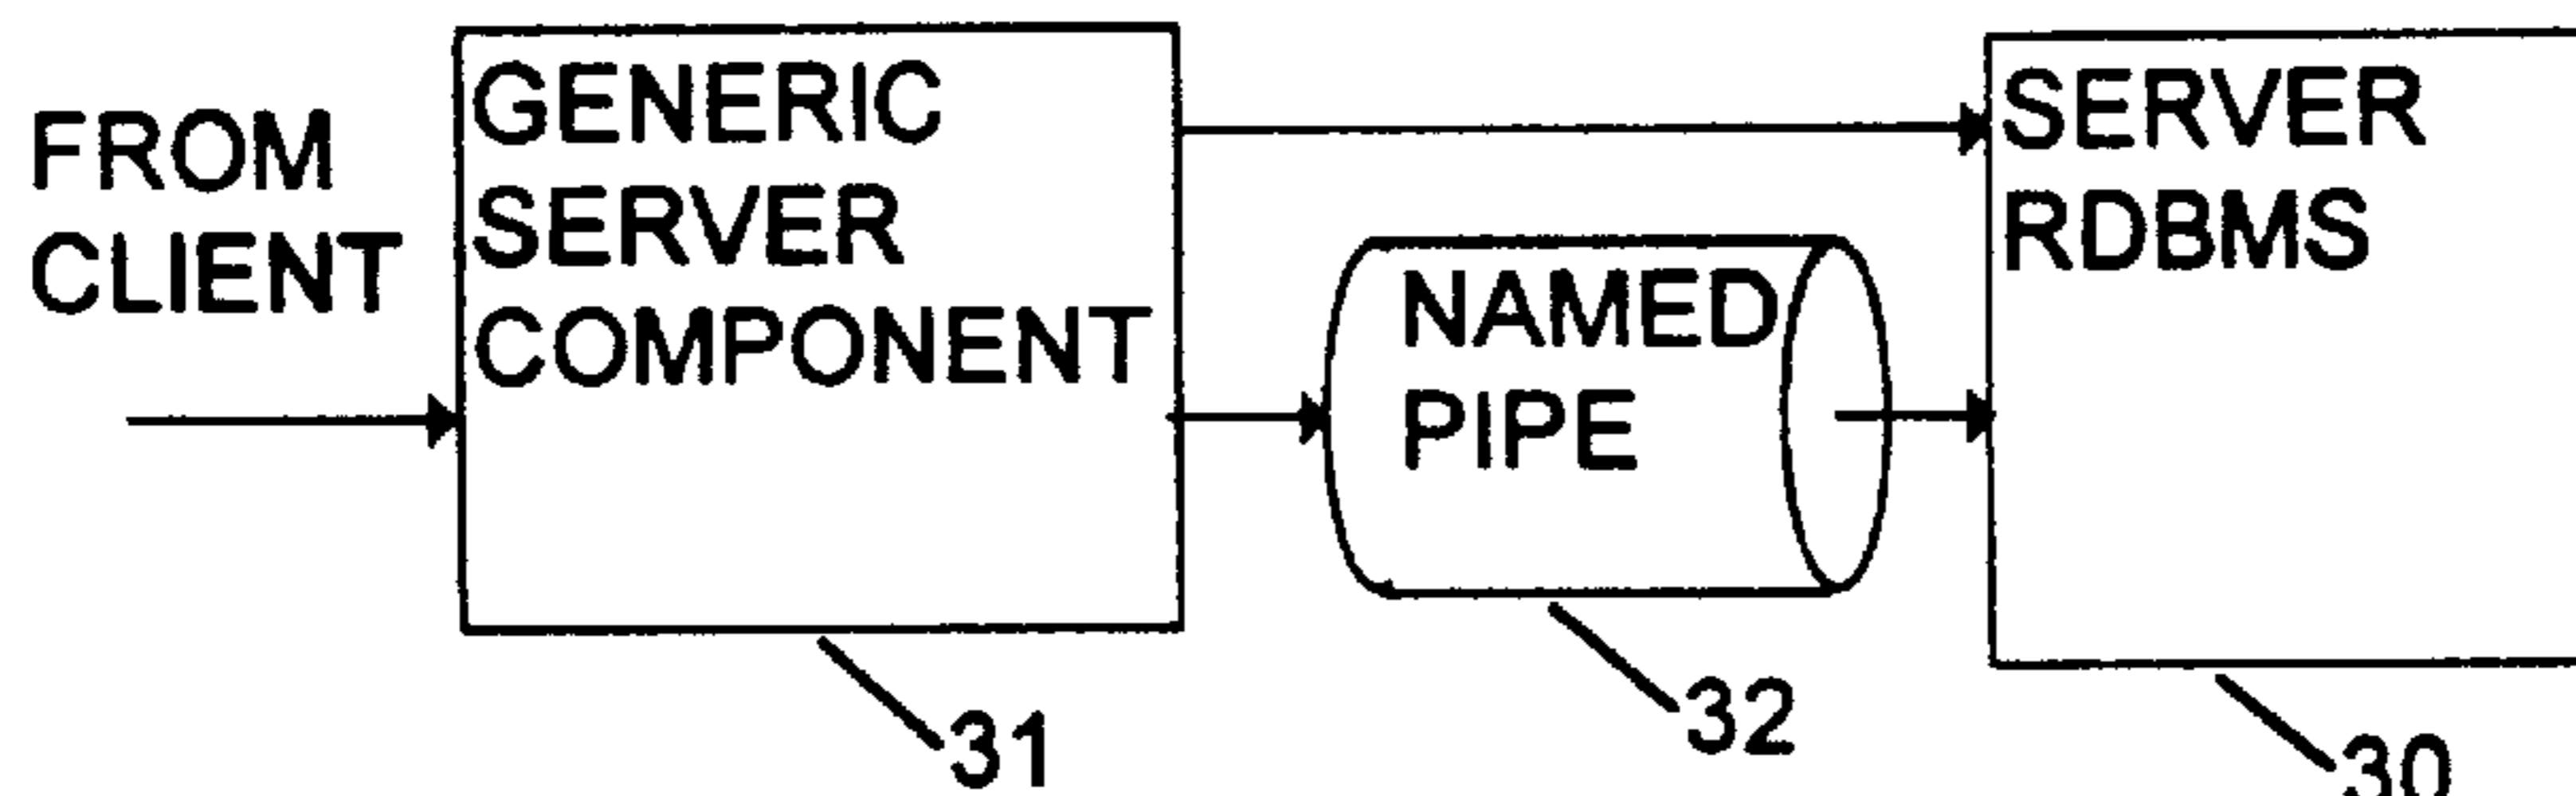 FROM
CLIENT
GENERIC
SERVER
COMPONENT
NAMED
PIPE
SERVER
RDBMS
31
32
30